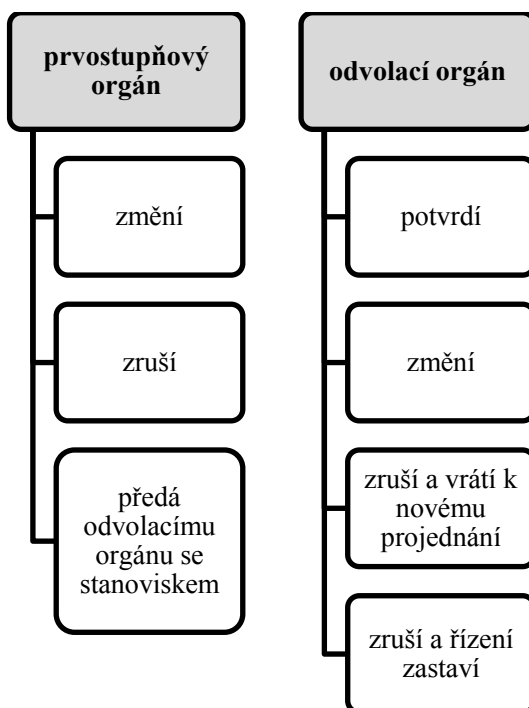 prvostupňový
orgán
změní
zruší
předá
odvolacímu
orgánu se
stanoviskem
odvolací orgán
potvrdí
změní
zruší a vrátí k
novému
projednání
zruší a řízení
zastaví